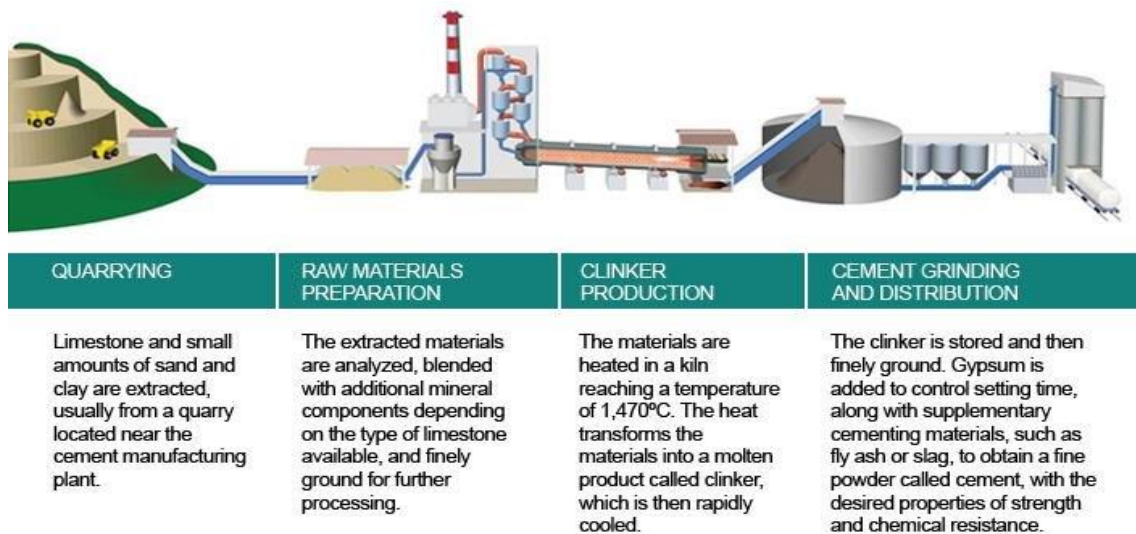 QUARRYING
Limestone and small
amounts of sand and
clay are extracted,
usually from a quarry
located near the
cement manufacturing
plant.
RAW MATERIALS
PREPARATION
The extracted materials
are analyzed, blended
with additional mineral
components depending
on the type of limestone
available, and finely
ground for further
processing.
CLINKER
PRODUCTION
The materials are
heated in a kiln
reaching a temperature
of 1,470ºC. The heat
transforms the
materials into a molten
product called clinker,
which is then rapidly
cooled.
CEMENT GRINDING
AND DISTRIBUTION
The clinker is stored and then
finely ground. Gypsum is
added to control setting time,
along with supplementary
cementing materials, such as
fly ash or slag, to obtain a fine
powder called cement, with the
desired properties of strength
and chemical resistance.